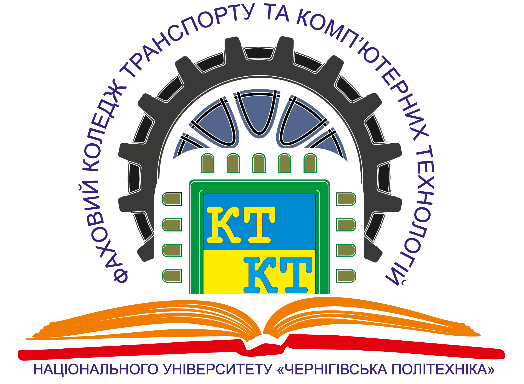 ФАХОВИЙ КОЛЕДЖ ТРАНСПОРТУ ТА КОМП'ЮТЕРНИХ ТЕХНОЛОГІЙ
КТ
КТ
НАЦІОНАЛЬНОГО УНІВЕРСИТЕТУ «ЧЕРНІГІВСЬКА ПОЛІТЕХНІКА»